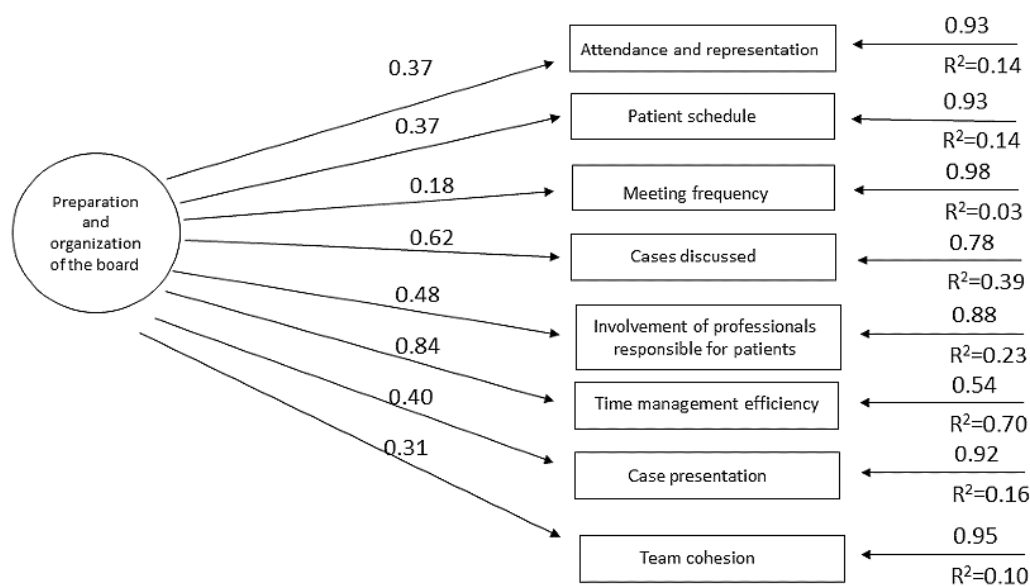 Preparation
and
organization
of the board
0.37
0.37
0.18
0.62
0.48
0.84
0.40
0.31
Attendance and representation
Patient schedule
Meeting frequency
Cases discussed
Involvement of professionals
responsible for patients
Time management efficiency
Case presentation
Team cohesion
0.93
R²=0.14
0.93
R²=0.14
0.98
R²=0.03
0.78
R²=0.39
0.88
R²=0.23
0.54
R²=0.70
0.92
R²=0.16
0.95
R²=0.10